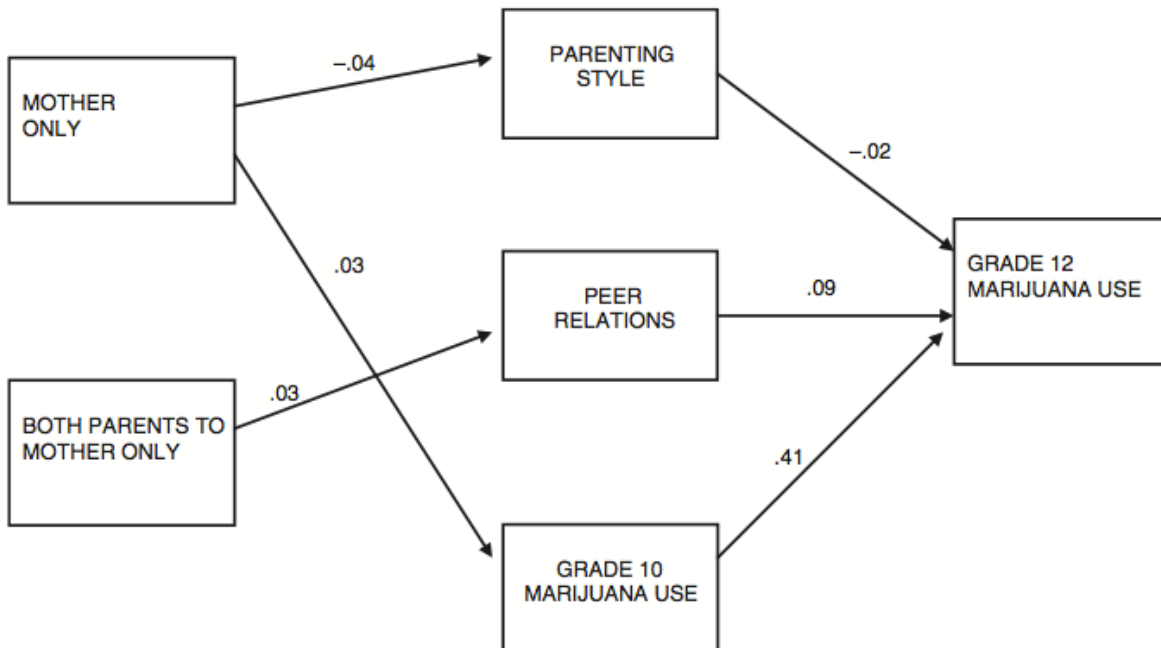 PARENTING
STYLE
–.04
MOTHER
ONLY
–.02
.03
GRADE 12
MARIJUANA USE
.09
PEER
RELATIONS
.03
BOTH PARENTS TO
MOTHER ONLY
.41
GRADE 10
MARIJUANA USE